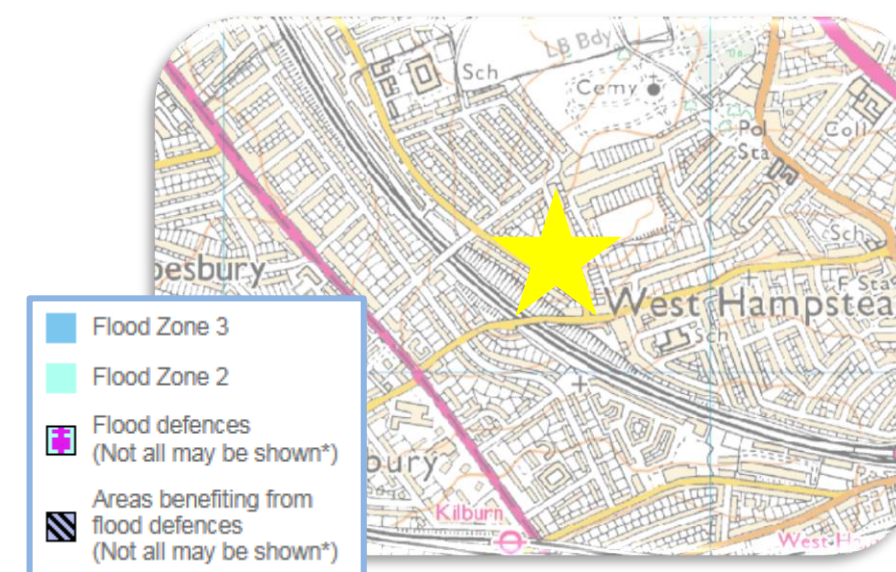 LB Bdy
Sch
Cemy
Pol
Sta
Coll
Sch
besbury
F Sta
West Hampstea
Sch
Flood Zone 3
Flood Zone 2
Flood defences
(Not all may be shown*)
Areas benefiting from
flood defences
(Not all may be shown*)
bury
Kilburn
West H